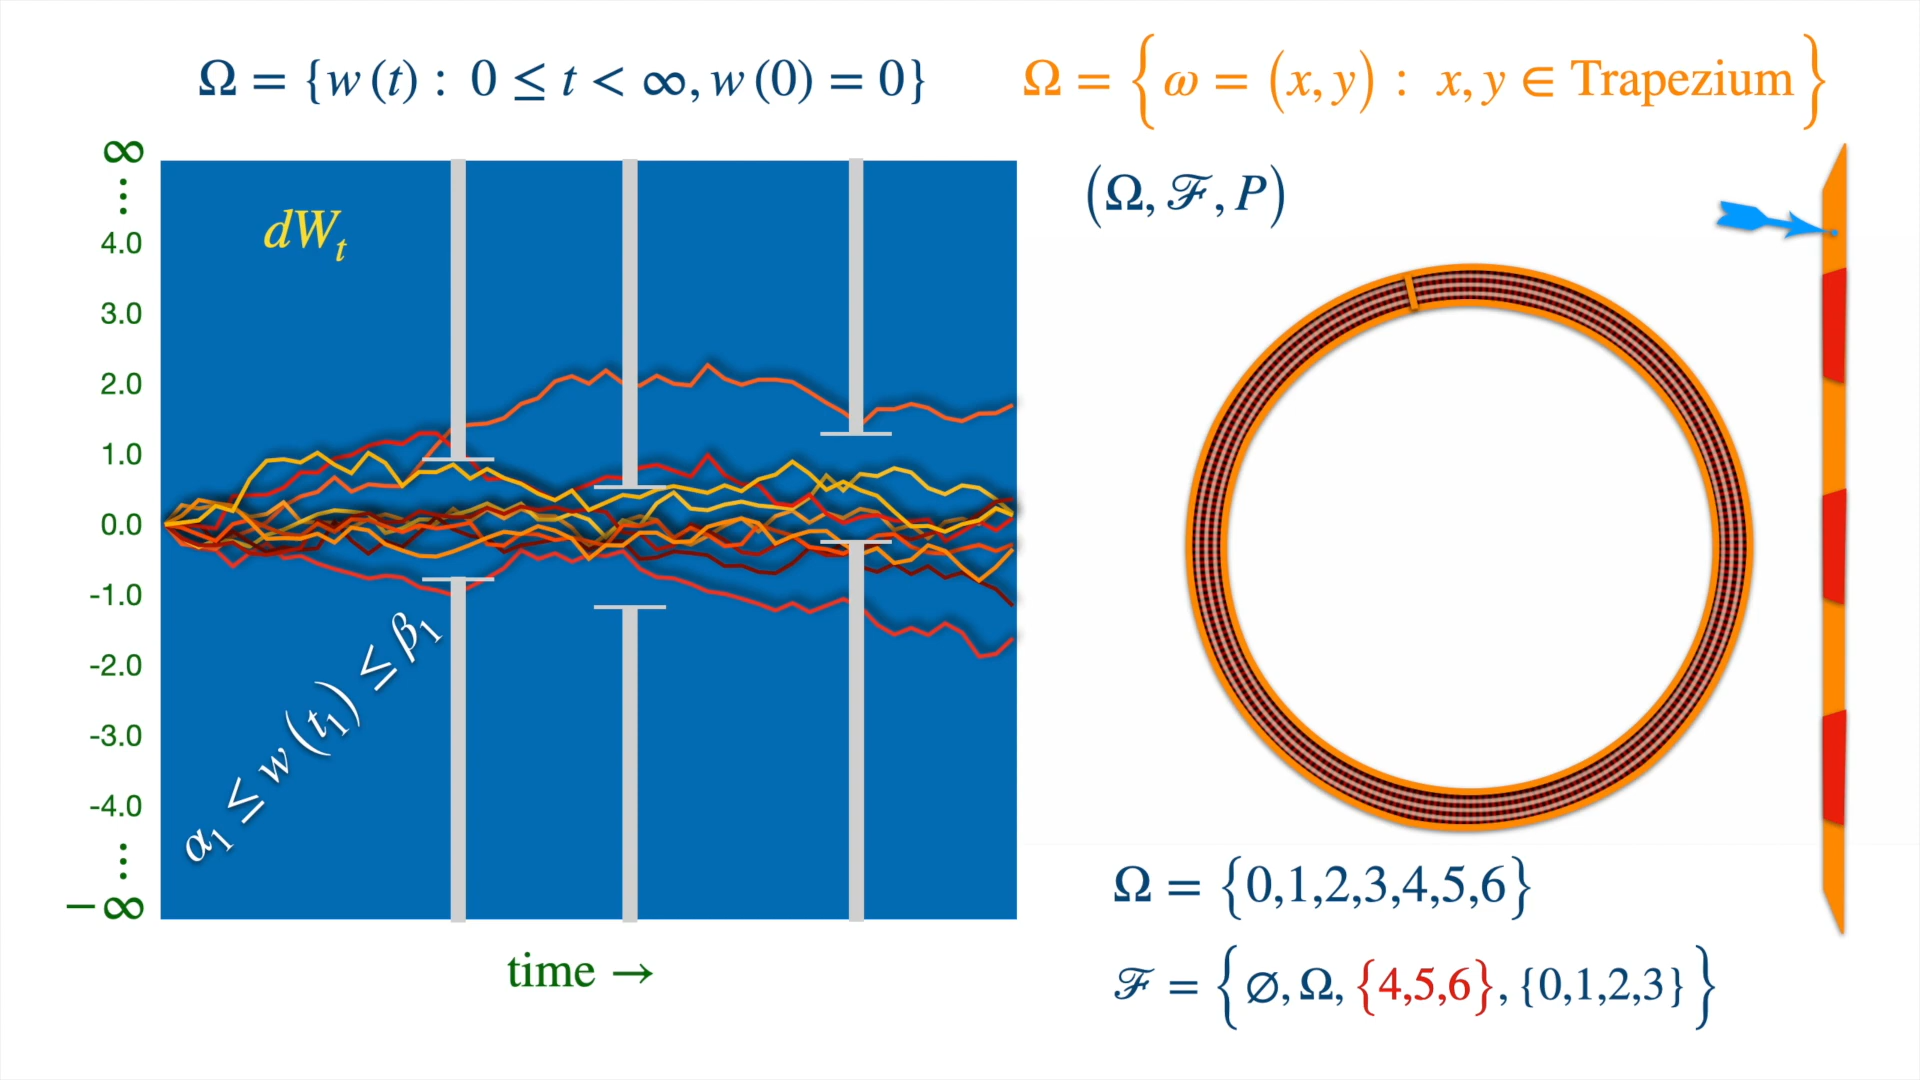 Ω = {w (t) : 0 ≤ t < ∞, w (0) = 0}
Ω = { ω = (x, y) : x, y ∈ Trapezium }
∞
⋮
4.0
3.0
2.0
1.0
0.0
-1.0
-2.0
-3.0
-4.0
⋮
−∞
dWₜ
α₁ ≤ w (t₁) ≤ β₁
time →
(Ω, ℱ, P)
Ω = {0,1,2,3,4,5,6}
ℱ = { ∅, Ω, {4,5,6}, {0,1,2,3} }